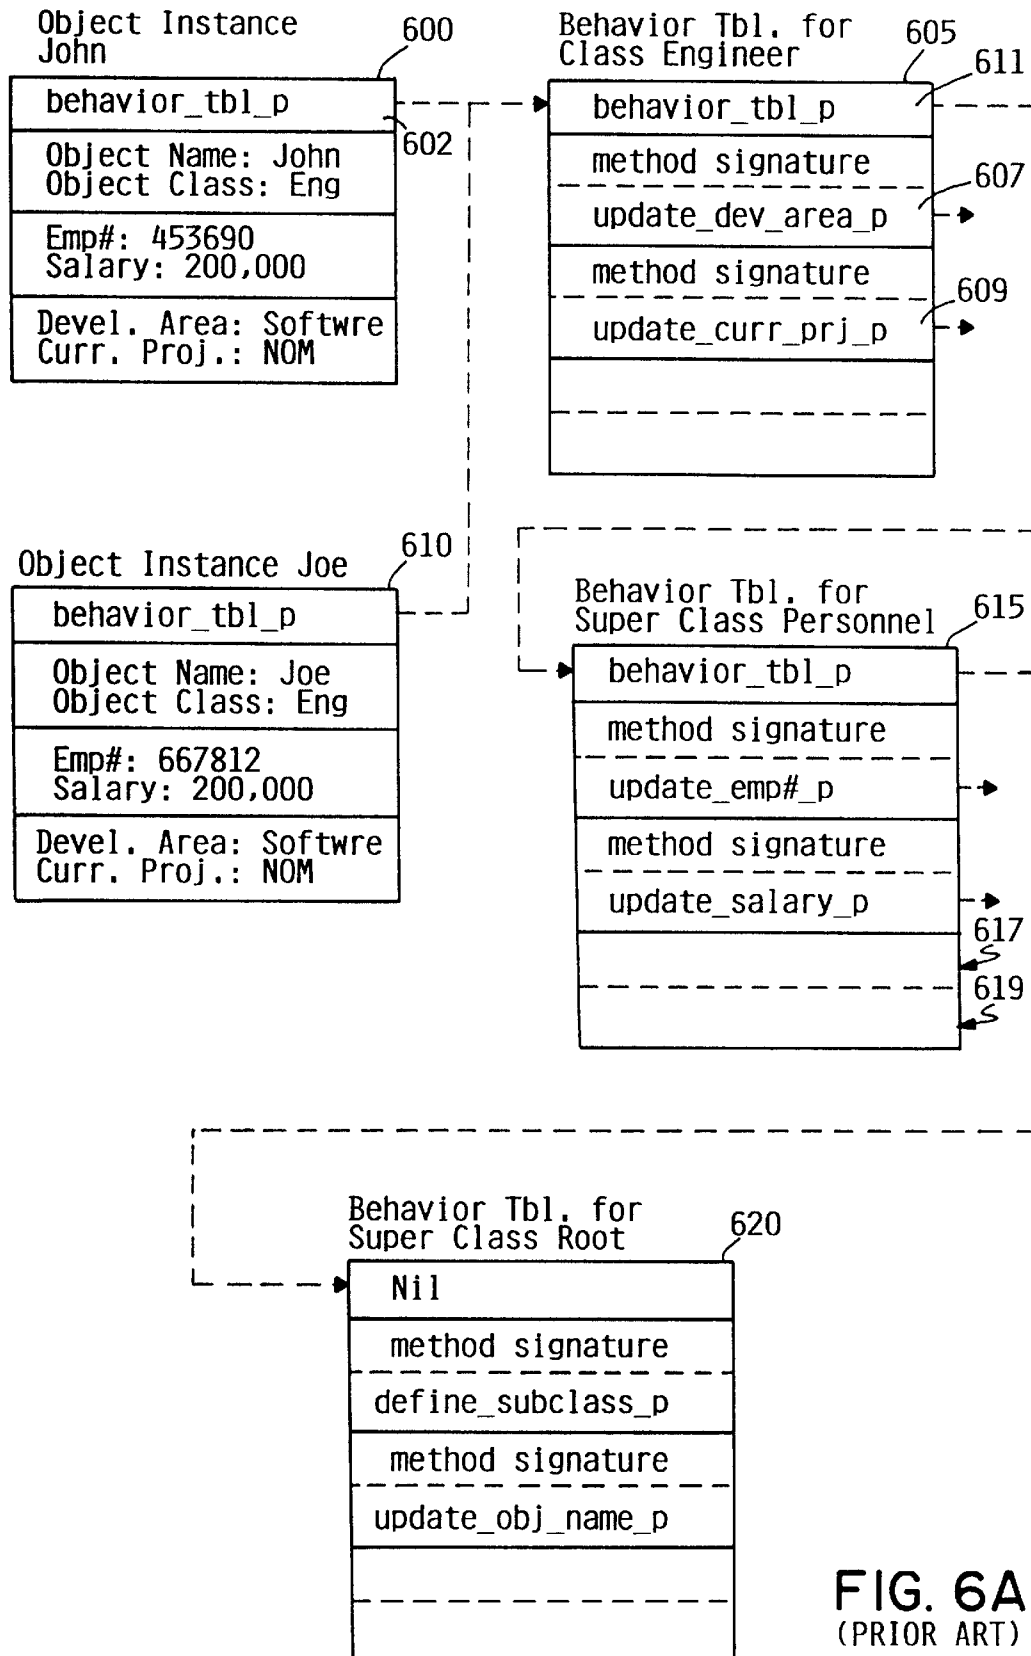 Object Instance
John
600
behavior_tbl_p
602
Object Name: John
Object Class: Eng
Emp#: 453690
Salary: 200,000
Devel. Area: Softwre
Curr. Proj.: NOM
Behavior Tbl. for
Class Engineer
605
611
behavior_tbl_p
method signature
607
update_dev_area_p
method signature
609
update_curr_prj_p
Object Instance Joe
610
behavior_tbl_p
Object Name: Joe
Object Class: Eng
Emp#: 667812
Salary: 200,000
Devel. Area: Softwre
Curr. Proj.: NOM
Behavior Tbl. for
Super Class Personnel
615
behavior_tbl_p
method signature
update_emp#_p
method signature
update_salary_p
617
619
Behavior Tbl. for
Super Class Root
620
Nil
method signature
define_subclass_p
method signature
update_obj_name_p
FIG. 6A
(PRIOR ART)